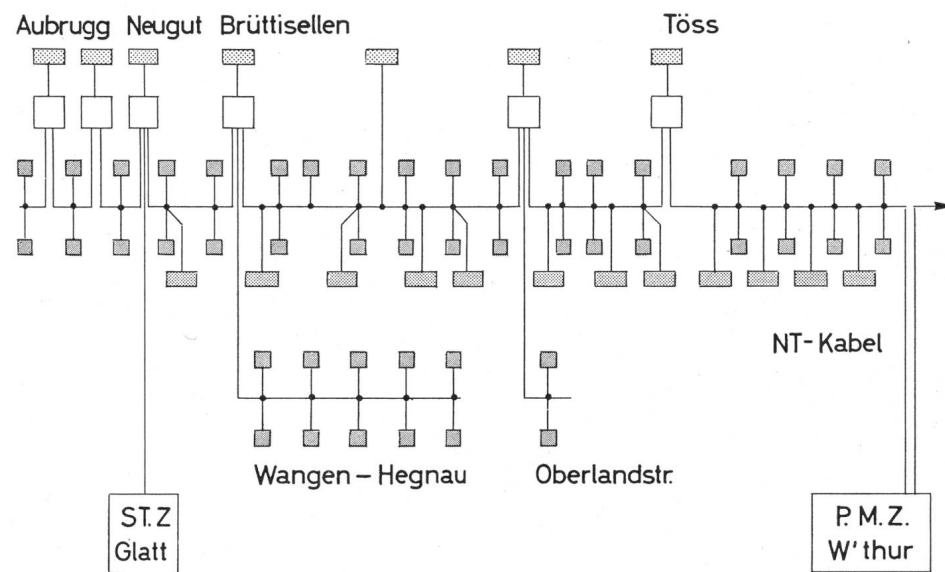 Aubrugg Neugut Brüttisellen Töss
NT-Kabel
Wangen-Hegnau Oberlandstr.
ST. Z
Glatt
P. M. Z.
W'thur